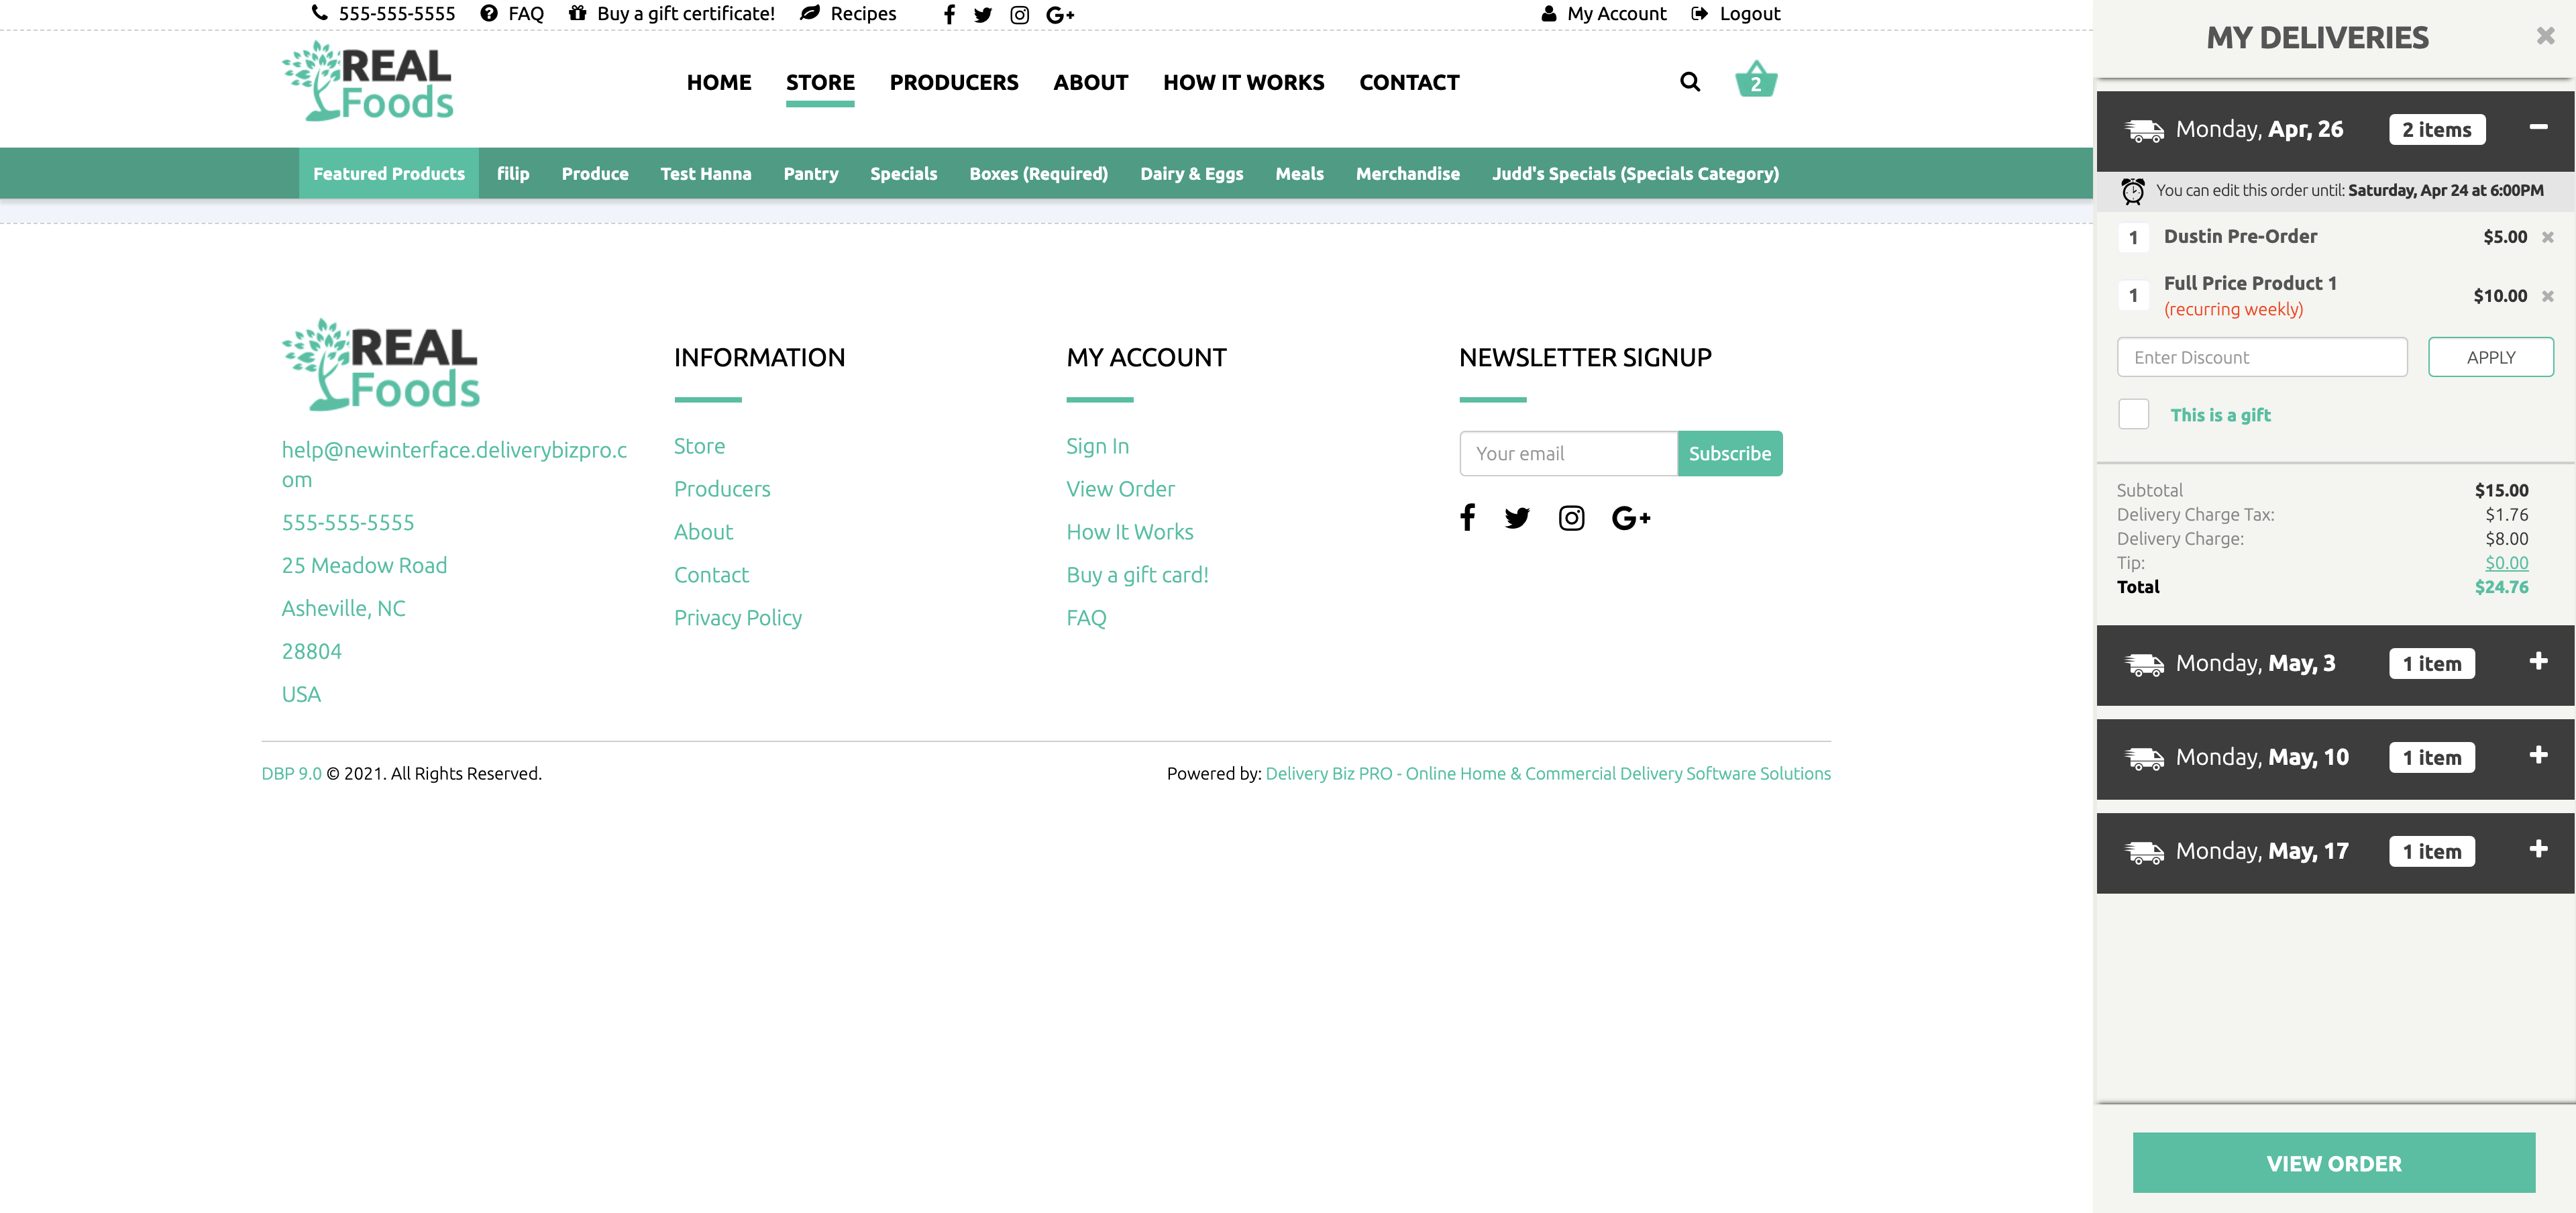 555-555-5555 FAQ Buy a gift certificate! Recipes G+ My Account Logout
REAL
Foods
HOME STORE PRODUCERS ABOUT HOW IT WORKS CONTACT 2
Featured Products filip Produce Test Hanna Pantry Specials Boxes (Required) Dairy & Eggs Meals Merchandise Judd's Specials (Specials Category)
REAL
Foods
help@newinterface.deliverybizpro.c
om
555-555-5555
25 Meadow Road
Asheville, NC
28804
USA
INFORMATION
Store
Producers
About
Contact
Privacy Policy
MY ACCOUNT
Sign In
View Order
How It Works
Buy a gift card!
FAQ
NEWSLETTER SIGNUP
Your email Subscribe
G+
DBP 9.0 © 2021. All Rights Reserved.
Powered by: Delivery Biz PRO - Online Home & Commercial Delivery Software Solutions
MY DELIVERIES
Monday, Apr, 26 2 items
You can edit this order until: Saturday, Apr 24 at 6:00PM
1 Dustin Pre-Order $5.00
1 Full Price Product 1 $10.00
(recurring weekly)
Enter Discount APPLY
This is a gift
Subtotal $15.00
Delivery Charge Tax: $1.76
Delivery Charge: $8.00
Tip: $0.00
Total $24.76
Monday, May, 3 1 item
Monday, May, 10 1 item
Monday, May, 17 1 item
VIEW ORDER